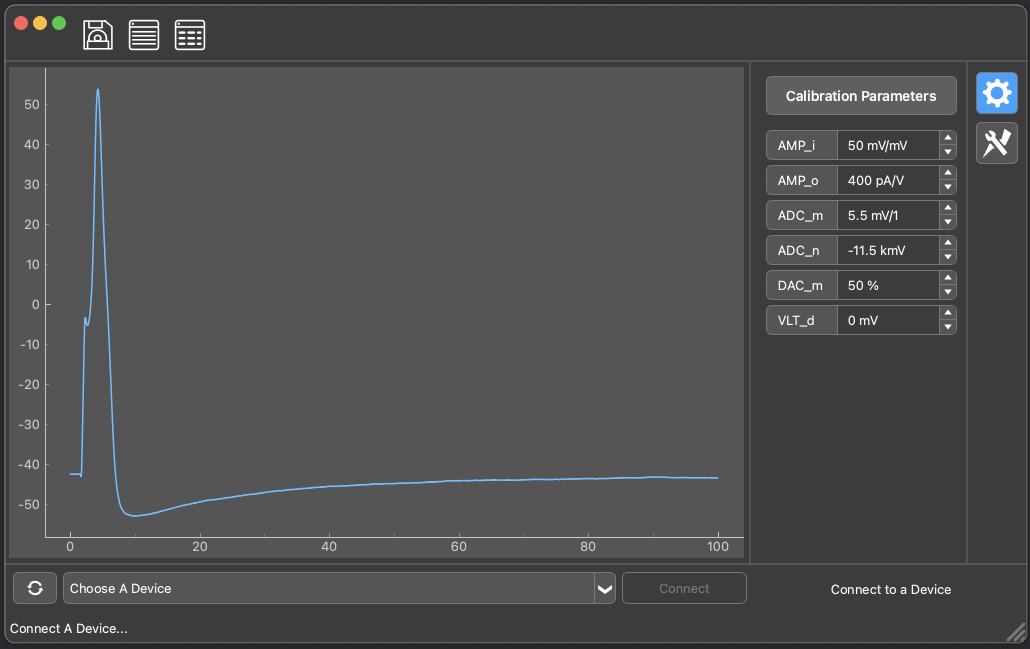 50
40
30
20
10
0
-10
-20
-30
-40
-50
0 20 40 60 80 100
Calibration Parameters
AMP_i 50 mV/mV
AMP_o 400 pA/V
ADC_m 5.5 mV/1
ADC_n -11.5 kmV
DAC_m 50 %
VLT_d 0 mV
Choose A Device Connect Connect to a Device
Connect A Device...